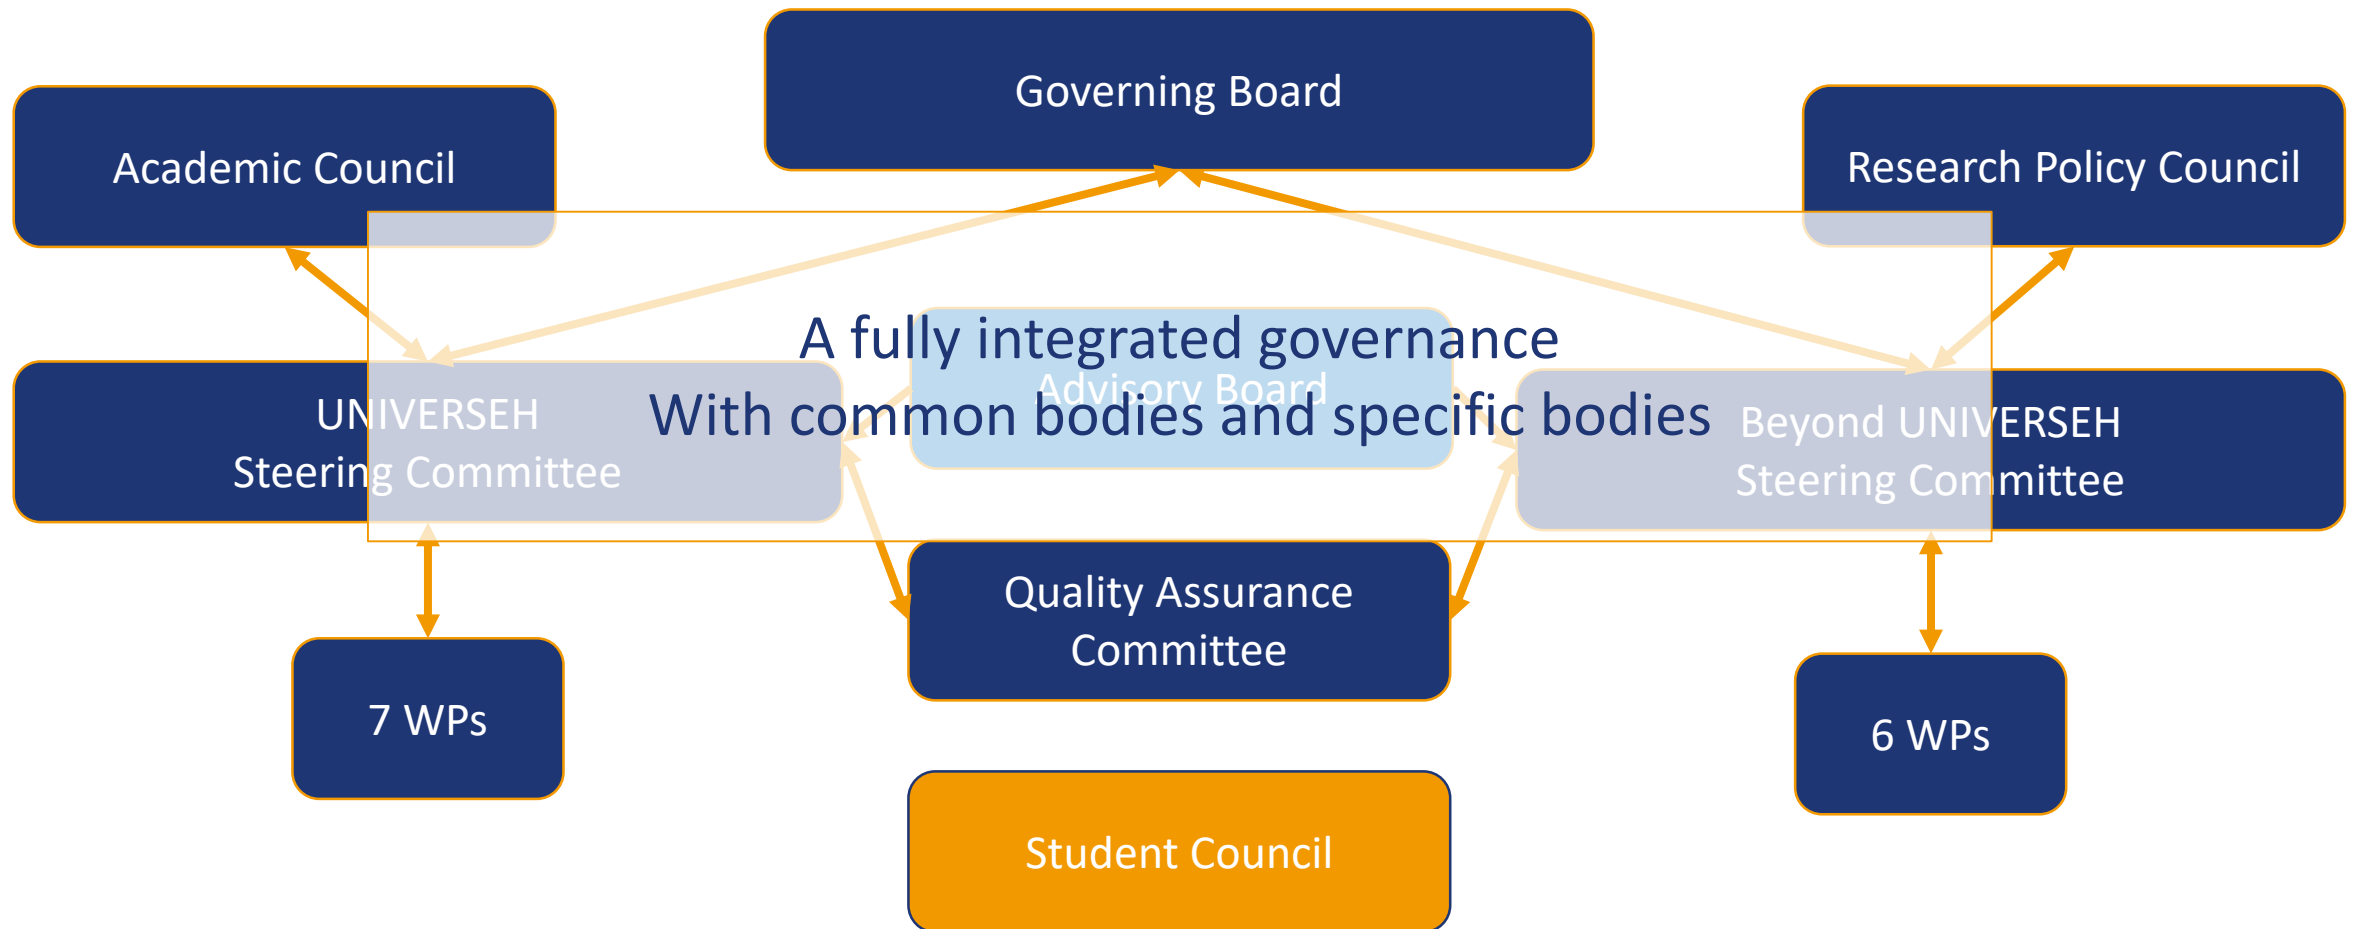 Governing Board
Academic Council
Research Policy Council
A fully integrated governance
With common bodies and specific bodies
Advisory Board
UNIVERSEH
Steering Committee
Beyond UNIVERSEH
Steering Committee
Quality Assurance
Committee
7 WPs
6 WPs
Student Council